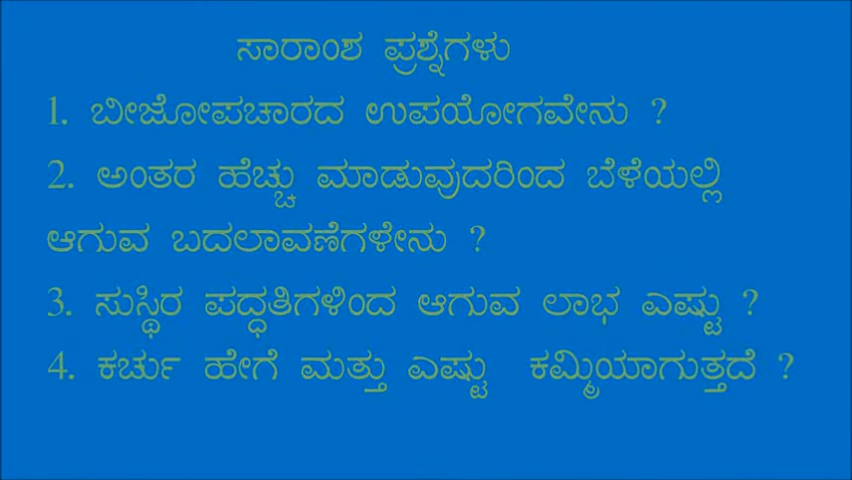 ಸಾರಾಂಶ ಪ್ರಶ್ನೆಗಳು
1. ಬೀಜೋಪಚಾರದ ಉಪಯೋಗವೇನು ?
2. ಅಂತರ ಹೆಚ್ಚು ಮಾಡುವುದರಿಂದ ಬೆಳೆಯಲ್ಲಿ
ಆಗುವ ಬದಲಾವಣೆಗಳೇನು ?
3. ಸುಸ್ಥಿರ ಪದ್ಧತಿಗಳಿಂದ ಆಗುವ ಲಾಭ ಎಷ್ಟು ?
4. ಕರ್ಚು ಹೇಗೆ ಮತ್ತು ಎಷ್ಟು ಕಮ್ಮಿಯಾಗುತ್ತದೆ ?